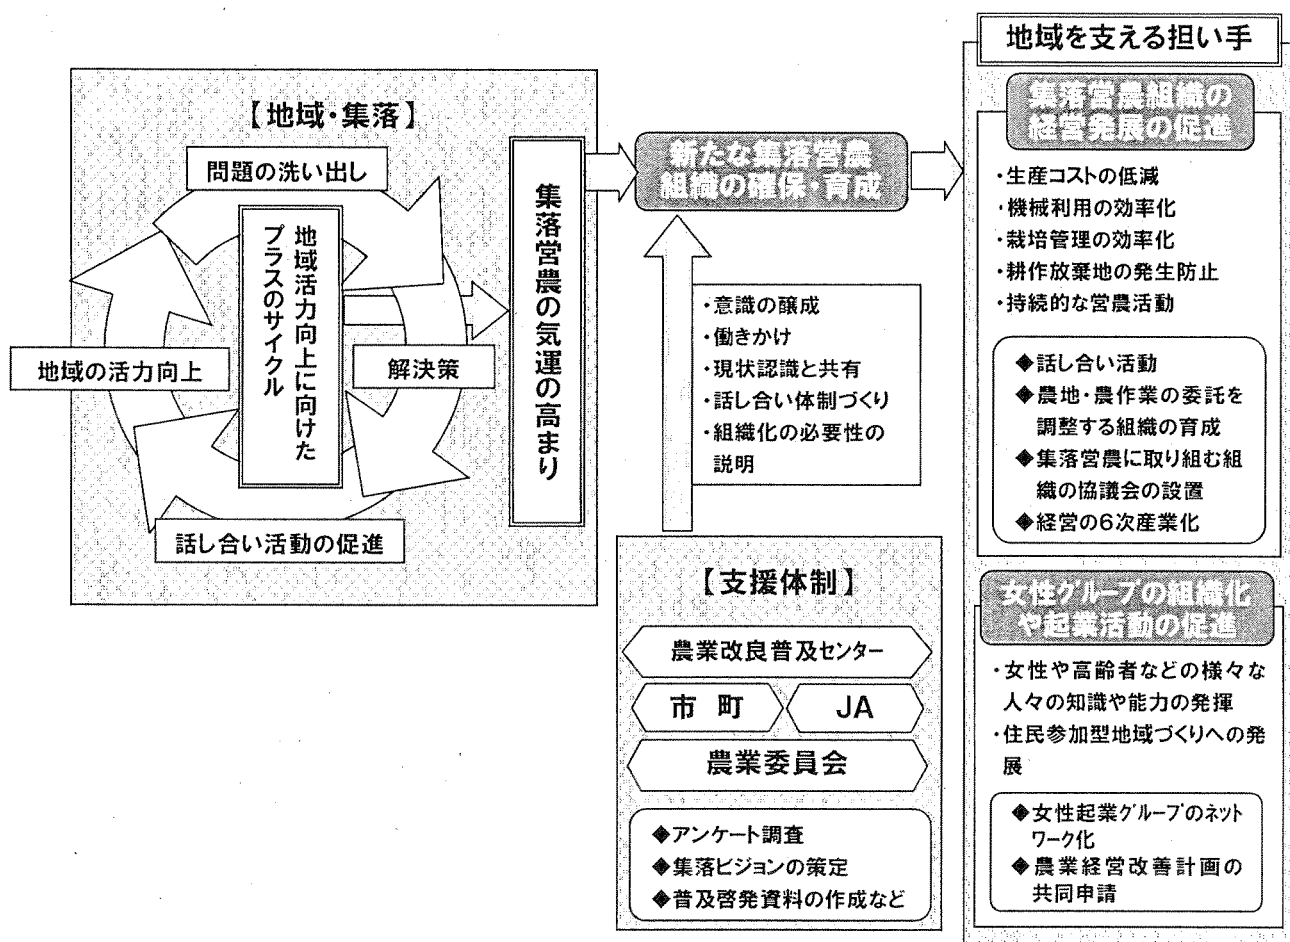 【地域・集落】
問題の洗い出し
地域活力向上に向けた
プラスのサイクル
地域の活力向上
解決策
話し合い活動の促進
集落営農の気運の高まり
新たな集落営農
組織の確保・育成
・意識の醸成
・働きかけ
・現状認識と共有
・話し合い体制づくり
・組織化の必要性の
説明
【支援体制】
農業改良普及センター
市 町
JA
農業委員会
◆アンケート調査
◆集落ビジョンの策定
◆普及啓発資料の作成など
地域を支える担い手
集落営農組織の
経営発展の促進
・生産コストの低減
・機械利用の効率化
・栽培管理の効率化
・耕作放棄地の発生防止
・持続的な営農活動
◆話し合い活動
◆農地・農作業の委託を
調整する組織の育成
◆集落営農に取り組む組
織の協議会の設置
◆経営の6次産業化
女性グループの組織化
や起業活動の促進
・女性や高齢者などの様々な
人々の知識や能力の発揮
・住民参加型地域づくりへの発
展
◆女性起業グループのネット
ワーク化
◆農業経営改善計画の
共同申請